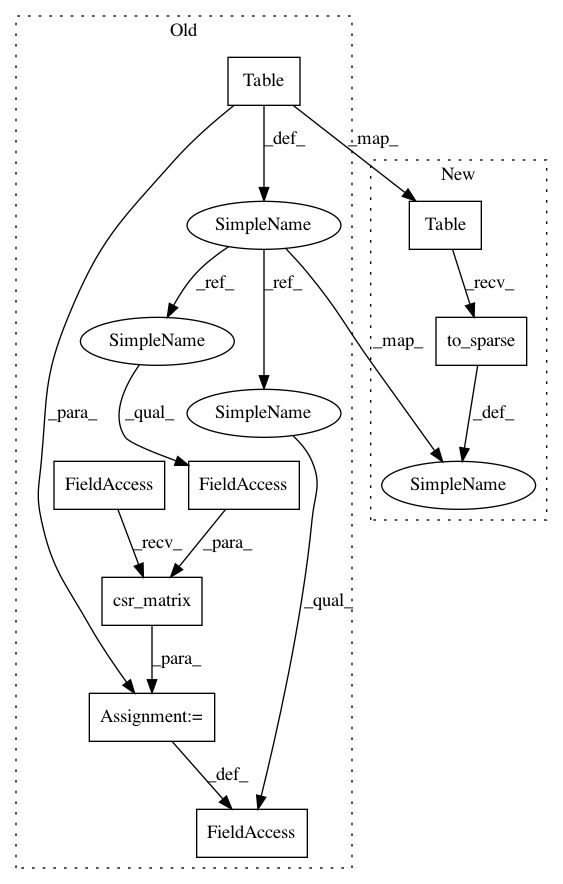 Old
Table
_def_
_map_
New
SimpleName
Table
_ref_
_ref_
_recv_
SimpleName
_map_
to_sparse
_para_
_qual_
SimpleName
_def_
FieldAccess
FieldAccess
SimpleName
_recv_
_para_
csr_matrix
_qual_
_para_
Assignment:=
_def_
FieldAccess